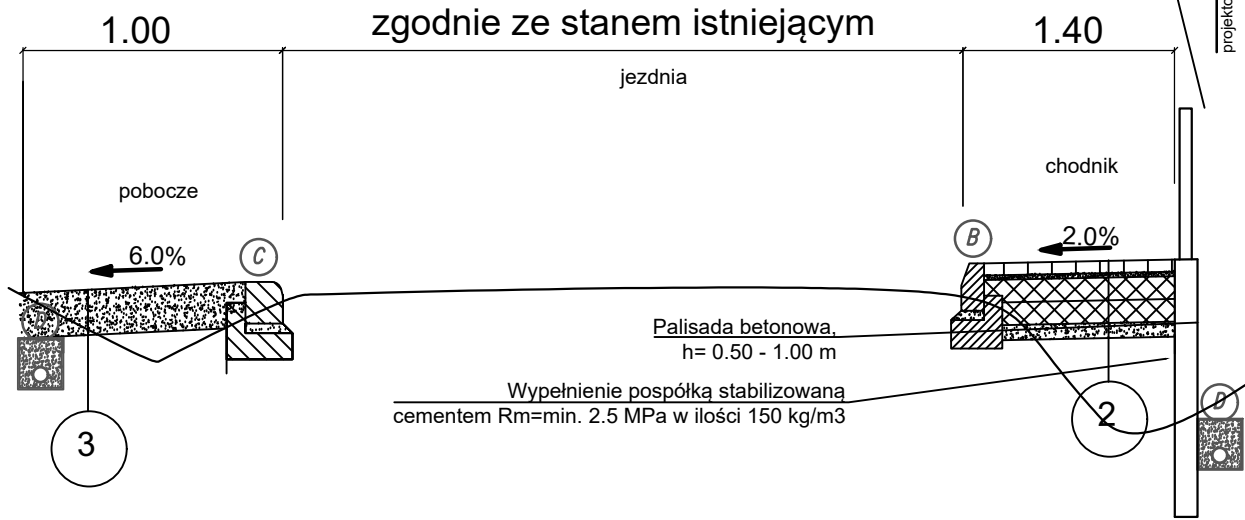 1.00
zgodnie ze stanem istniejącym
1.40
jezdnia
pobocze
chodnik
6.0%
C
B
2.0%
Palisada betonowa,
h= 0.50 - 1.00 m
Wypełnienie pospółką stabilizowaną
cementem Rm=min. 2.5 MPa w ilości 150 kg/m3
3
2
D